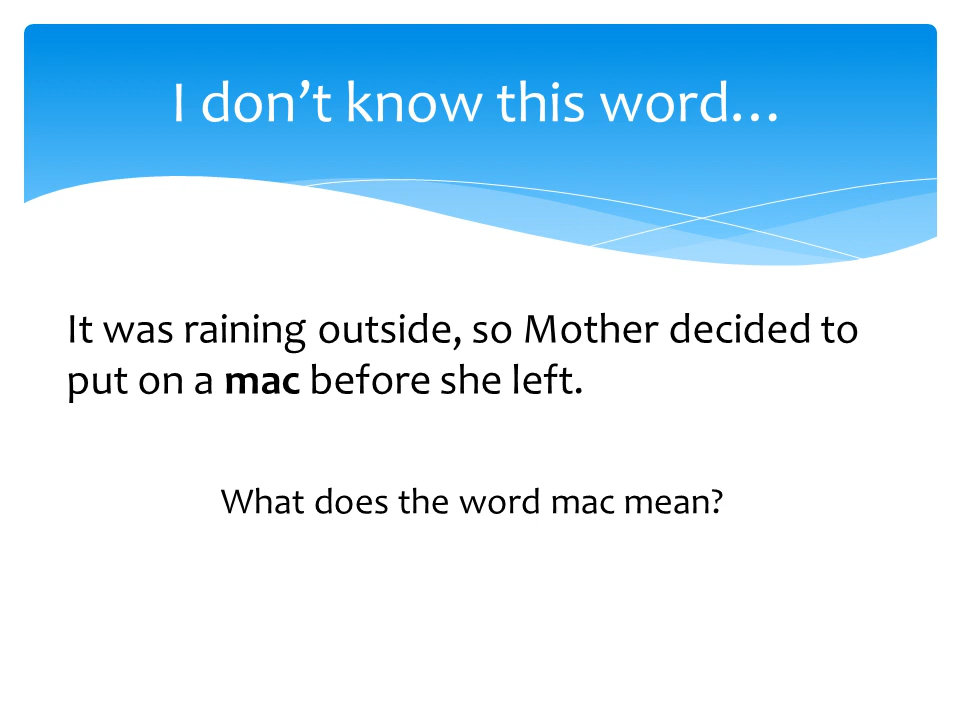 I don’t know this word…
It was raining outside, so Mother decided to
put on a mac before she left.
What does the word mac mean?